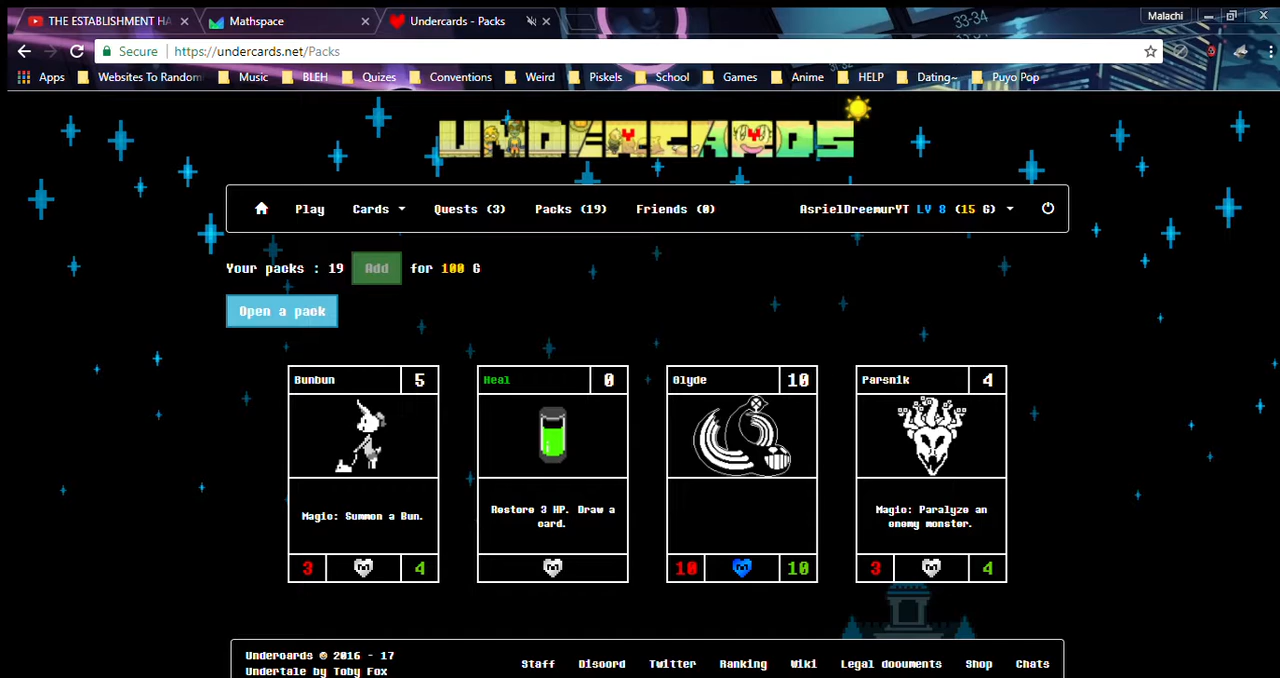 THE ESTABLISHMENT HA
Mathspace
Undercards - Packs
33-34
Malachi
Secure
https://undercards.net/Packs
Apps
Websites To Random
Music
BLEH
Quizes
Conventions
Weird
Piskels
School
Games
Anime
HELP
Dating~
Puyo Pop
UNDERCARDS
Play
Cards
Quests (3)
Packs (19)
Friends (0)
AsrielDreemurYT LV 8 (15 G)
Your packs : 19 Add for 100 G
Open a pack
Bunbun 5
Heal 0
Glyde 10
Parsnik 4
Magic: Summon a Bun.
Restore 3 HP. Draw a
card.
Magic: Paralyze an
enemy monster.
3 4
10 10
3 4
Undercards © 2016 - 17
Undertale by Toby Fox
Staff
Discord
Twitter
Ranking
Wiki
Legal documents
Shop
Chats